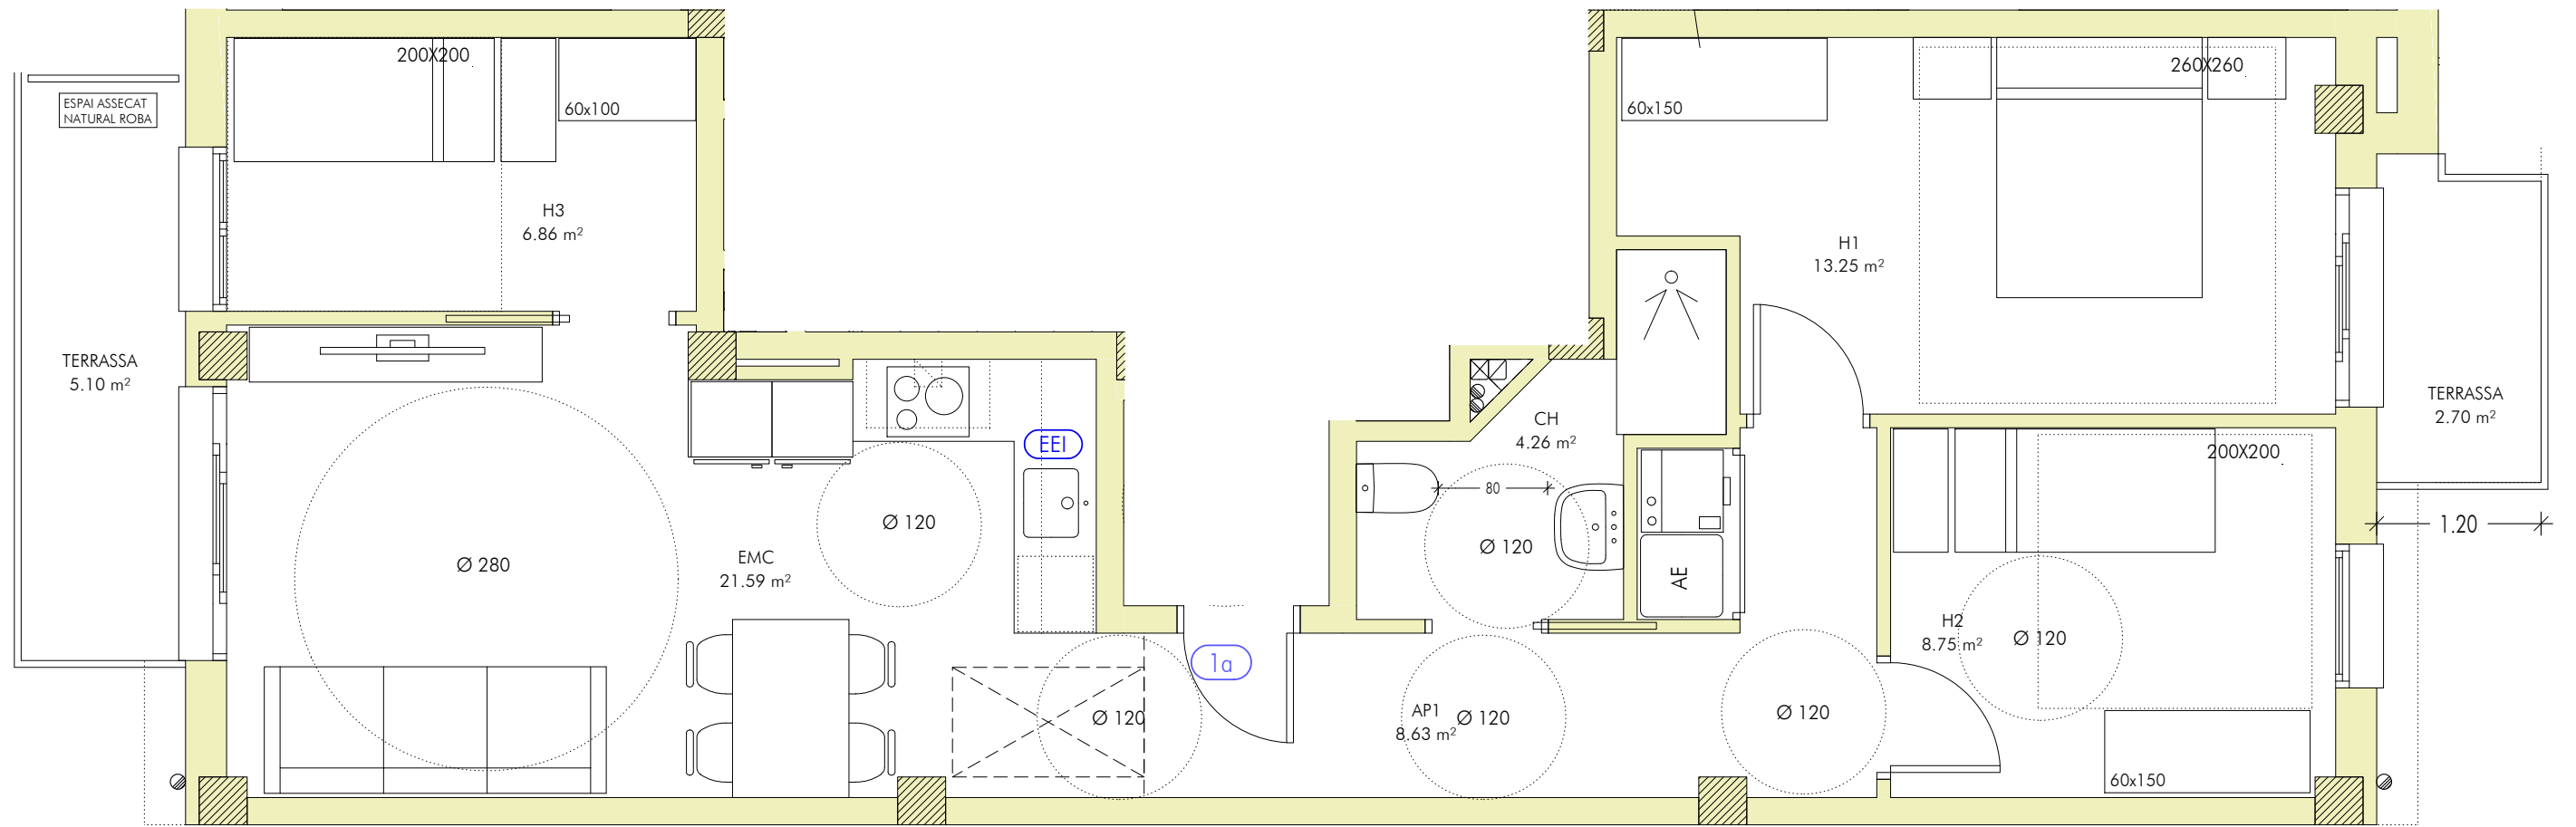 200X200
60x100
ESPAI ASSECAT
NATURAL ROBA
H3
6.86 m²
TERRASSA
5.10 m²
Ø 280
EMC
21.59 m²
Ø 120
EEI
Ø 120
1a
CH
4.26 m²
80
Ø 120
AE
AP1
8.63 m²
Ø 120
Ø 120
60x150
260X260
H1
13.25 m²
TERRASSA
2.70 m²
1.20
200X200
H2
8.75 m²
Ø 120
60x150